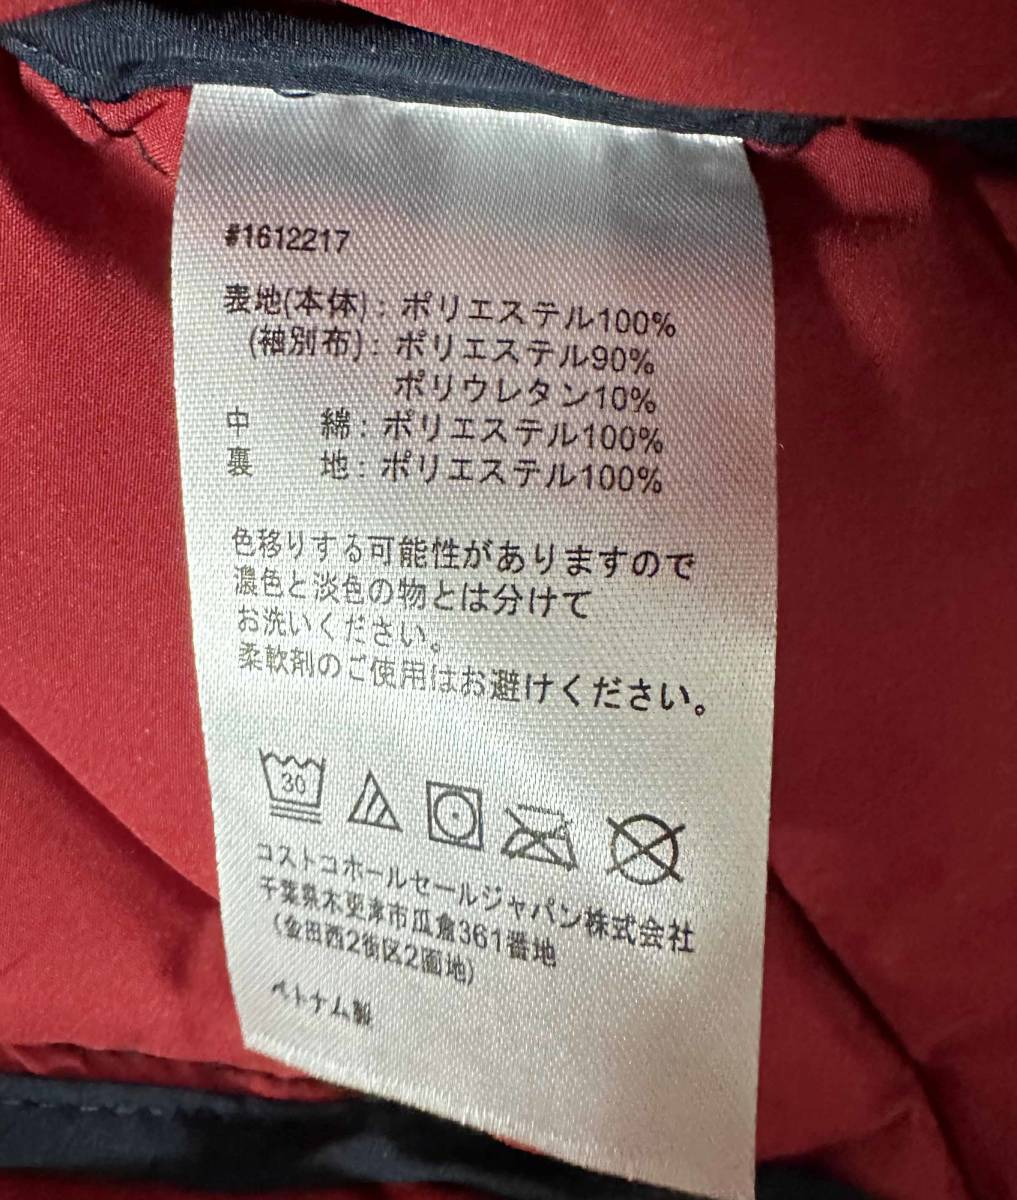 #1612217
表地(本体): ポリエステル100%
(袖別布): ポリエステル90%
ポリウレタン10%
中 綿: ポリエステル100%
裏 地: ポリエステル100%
色移りする可能性がありますので
濃色と淡色の物とは分けて
お洗いください。
柔軟剤のご使用はお避けください。
30
コストコホールセールジャパン株式会社
千葉県木更津市瓜倉361番地
(金田西2街区2画地)
ベトナム製